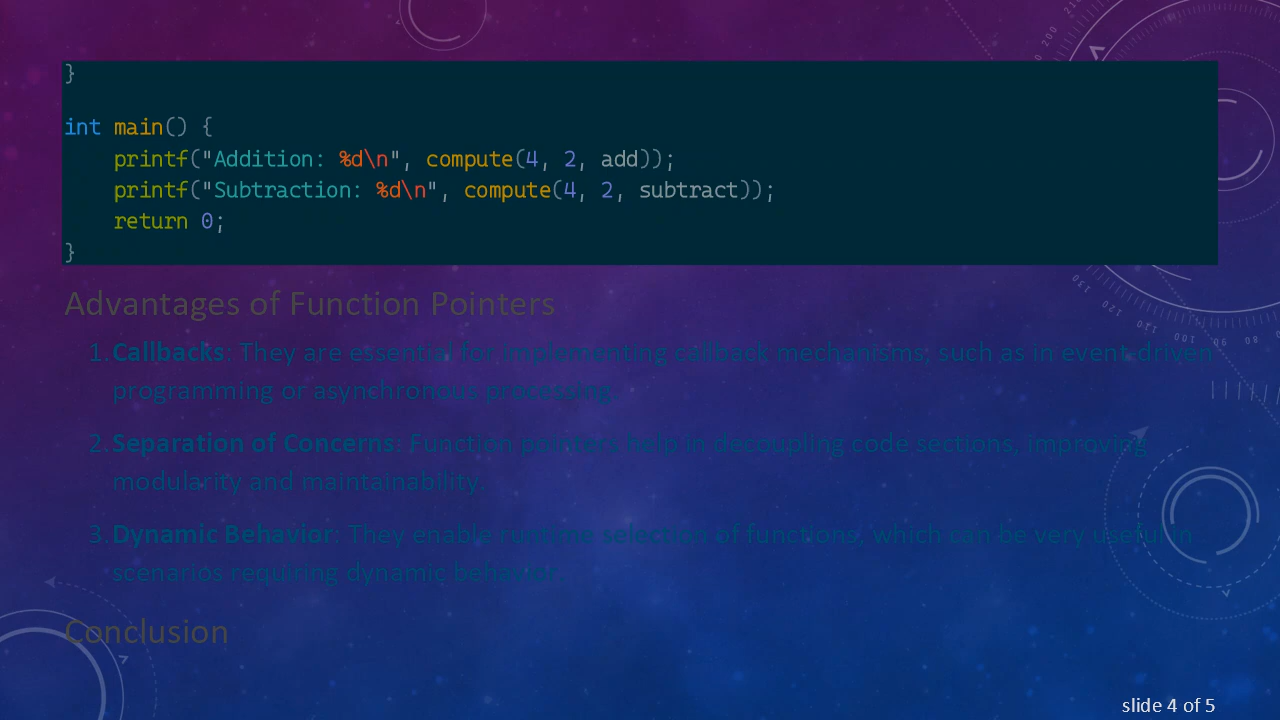 }
int main() {
    printf("Addition: %d\n", compute(4, 2, add));
    printf("Subtraction: %d\n", compute(4, 2, subtract));
    return 0;
}
Advantages of Function Pointers
1. Callbacks: They are essential for implementing callback mechanisms, such as in event-driven
programming or asynchronous processing.
2. Separation of Concerns: Function pointers help in decoupling code sections, improving
modularity and maintainability.
3. Dynamic Behavior: They enable runtime selection of functions, which can be very useful in
scenarios requiring dynamic behavior.
Conclusion
slide 4 of 5